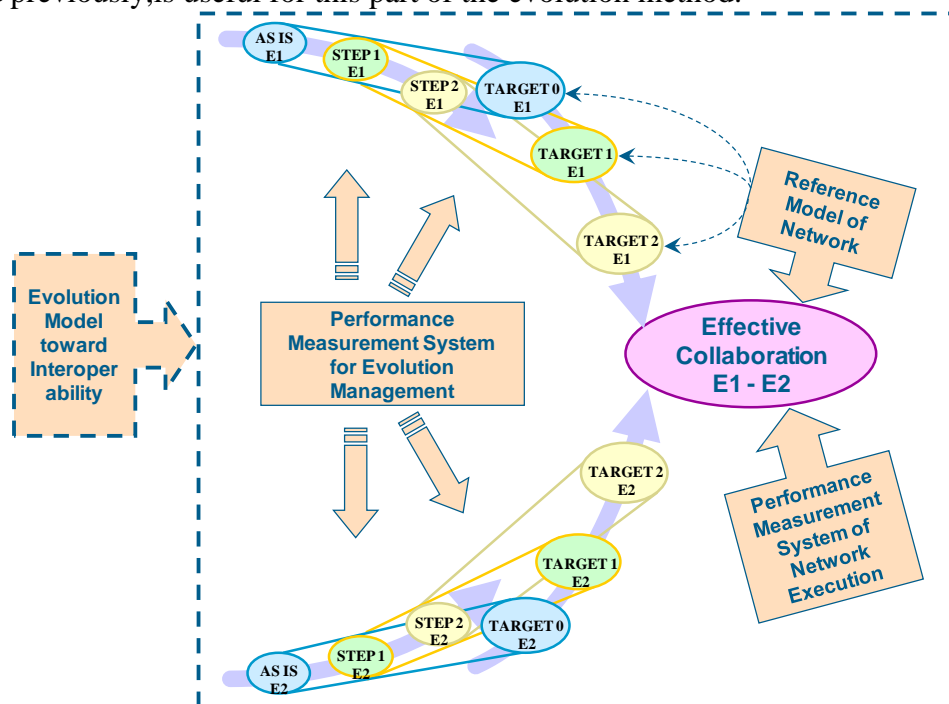 previously,is useful for this part of the evolution method.
AS IS
E1
STEP 1
E1
STEP 2
E1
TARGET 0
E1
TARGET 1
E1
TARGET 2
E1
Reference
Model of
Network
Evolution
Model
toward
Interoper
ability
Performance
Measurement System
for Evolution
Management
Effective
Collaboration
E1 - E2
TARGET 2
E2
Performance
Measurement
System of
Network
Execution
TARGET 1
E2
STEP 2
E2
TARGET 0
E2
STEP 1
E2
AS IS
E2